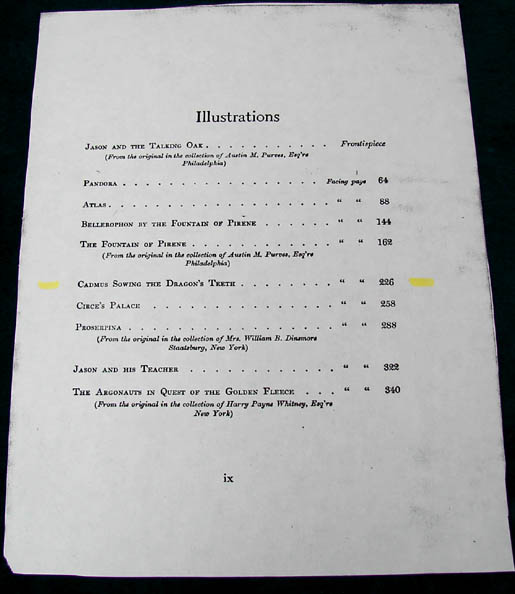 Illustrations
Jason and the Talking Oak . . . . . . . . . . . Frontispiece
(From the original in the collection of Austin M. Purves, Esq're
Philadelphia)
Pandora . . . . . . . . . . . . . . . . . Facing page 64
Atlas . . . . . . . . . . . . . . . . . . “ “ 88
Bellerophon by the Fountain of Pirene . . . . . . “ “ 144
The Fountain of Pirene . . . . . . . . . . . . “ “ 162
(From the original in the collection of Austin M. Purves, Esq're
Philadelphia)
Cadmus Sowing the Dragon's Teeth . . . . . . . . “ “ 226
Circe's Palace . . . . . . . . . . . . . . . “ “ 258
Proserpina . . . . . . . . . . . . . . . . . “ “ 288
(From the original in the collection of Mrs. William B. Dinsmore
Staatsburg, New York)
Jason and his Teacher . . . . . . . . . . . . “ “ 322
The Argonauts in Quest of the Golden Fleece . . . “ “ 340
(From the original in the collection of Harry Payne Whitney, Esq're
New York)
ix